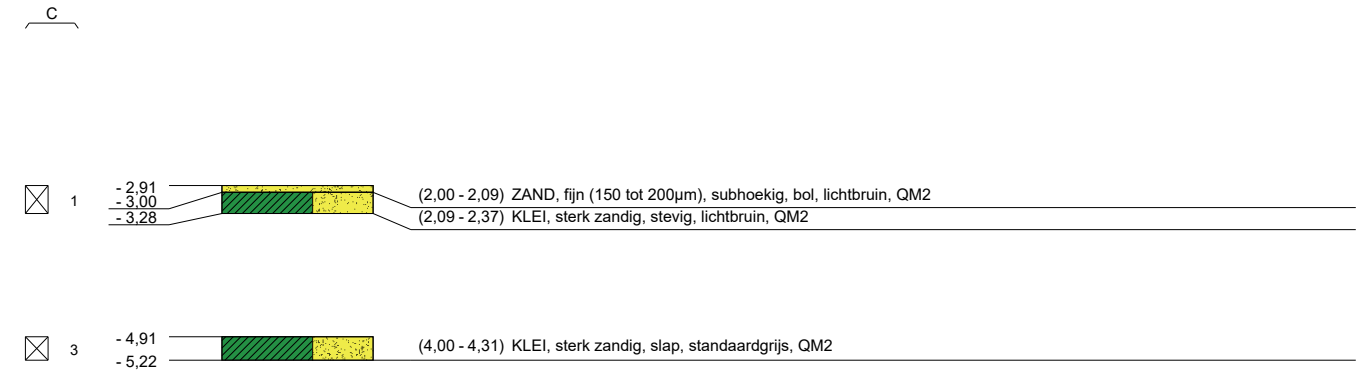 C
1
- 2,91
- 3,00
- 3,28
(2,00 - 2,09) ZAND, fijn (150 tot 200µm), subhoekig, bol, lichtbruin, QM2
(2,09 - 2,37) KLEI, sterk zandig, stevig, lichtbruin, QM2
3
- 4,91
- 5,22
(4,00 - 4,31) KLEI, sterk zandig, slap, standaardgrijs, QM2